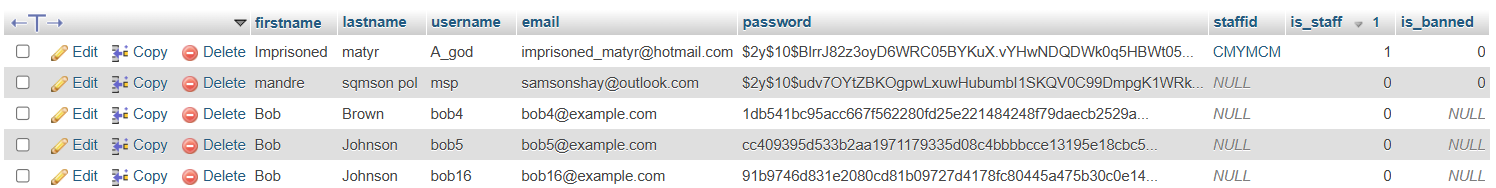 firstname lastname username email password staffid is_staff 1 is_banned
Edit Copy Delete Imprisoned matyr A_god imprisoned_matyr@hotmail.com $2y$10$BIrrJ82z3oyD6WRC05BYKuX.vYHwNDQDWk0q5HBWt05... CMYMCM 1 0
Edit Copy Delete mandre sqmson pol msp samsonshay@outlook.com $2y$10$udv7OYtZBKOgpwLxuwHubumbI1SKQV0C99DmpgK1WRk... NULL 0 0
Edit Copy Delete Bob Brown bob4 bob4@example.com 1db541bc95acc667f562280fd25e221484248f79daecb2529a... NULL 0 NULL
Edit Copy Delete Bob Johnson bob5 bob5@example.com cc409395d533b2aa1971179335d08c4bbbbcce13195e18cbc5... NULL 0 NULL
Edit Copy Delete Bob Johnson bob16 bob16@example.com 91b9746d831e2080cd81b09727d4178fc80445a475b30c0e14... NULL 0 NULL